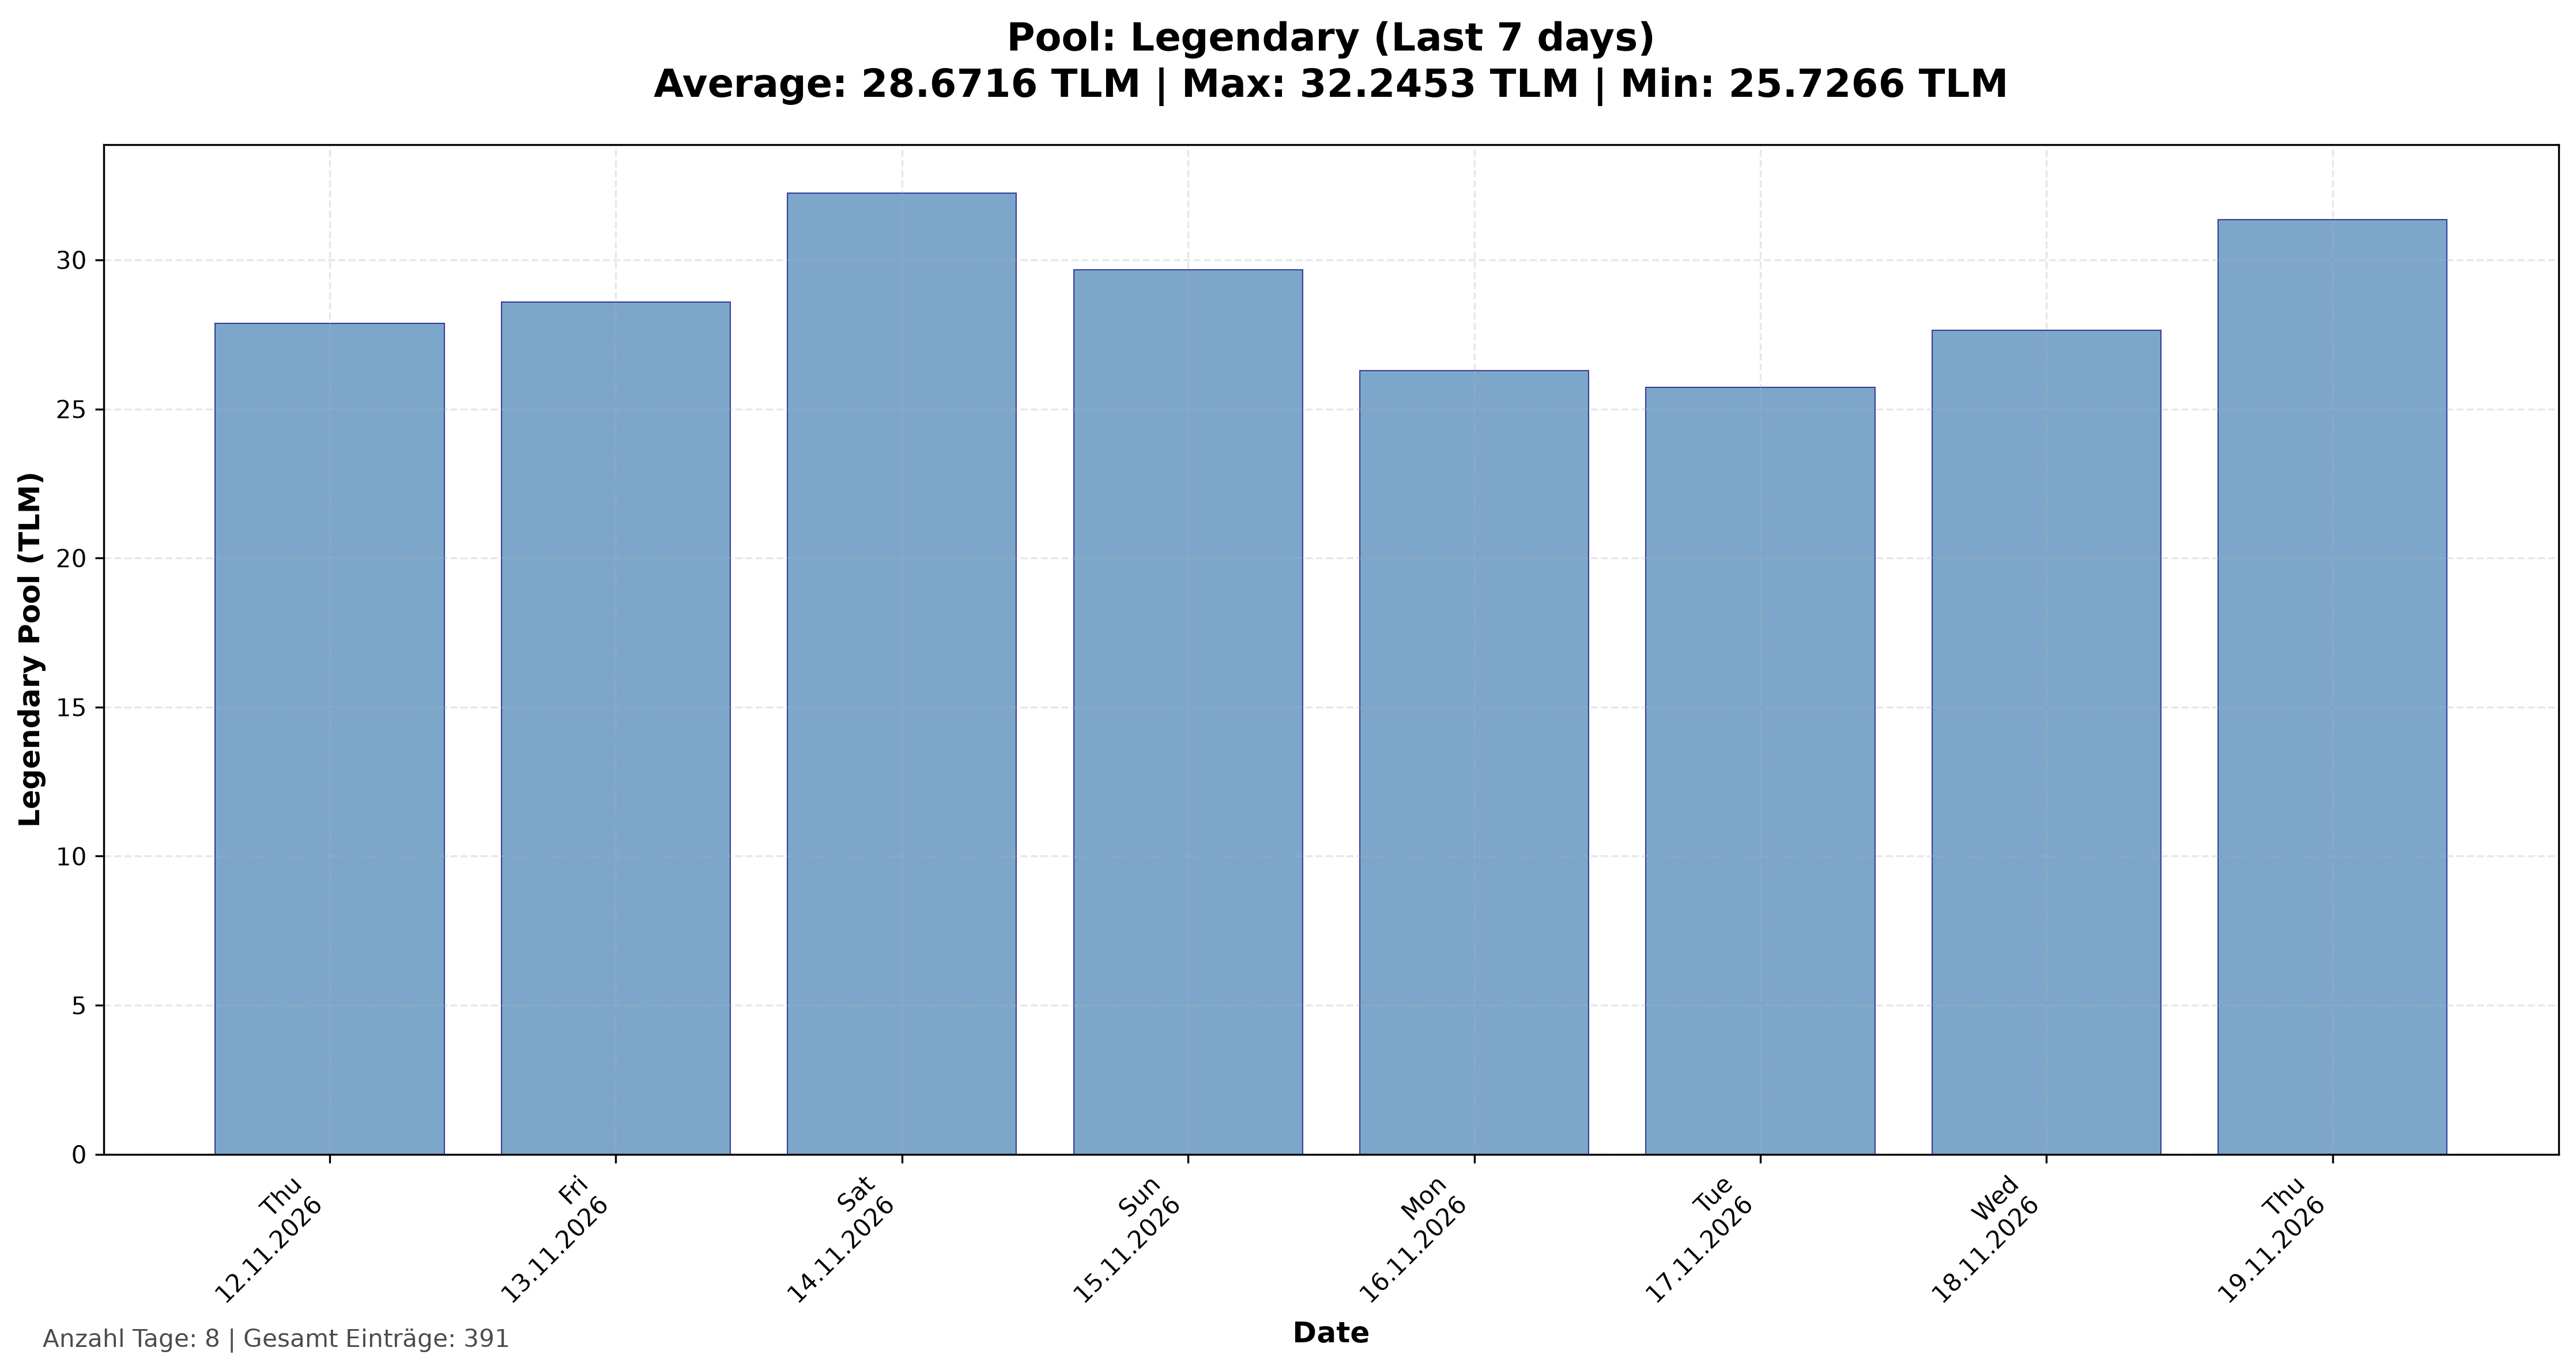 Pool: Legendary (Last 7 days)
Average: 28.6716 TLM | Max: 32.2453 TLM | Min: 25.7266 TLM
Legendary Pool (TLM)
30
25
20
15
10
5
0
Thu
12.11.2026
Fri
13.11.2026
Sat
14.11.2026
Sun
15.11.2026
Mon
16.11.2026
Tue
17.11.2026
Wed
18.11.2026
Thu
19.11.2026
Date
Anzahl Tage: 8 | Gesamt Einträge: 391